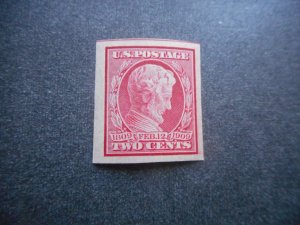 U.S. POSTAGE
1809 FEB. 12 1909
TWO CENTS